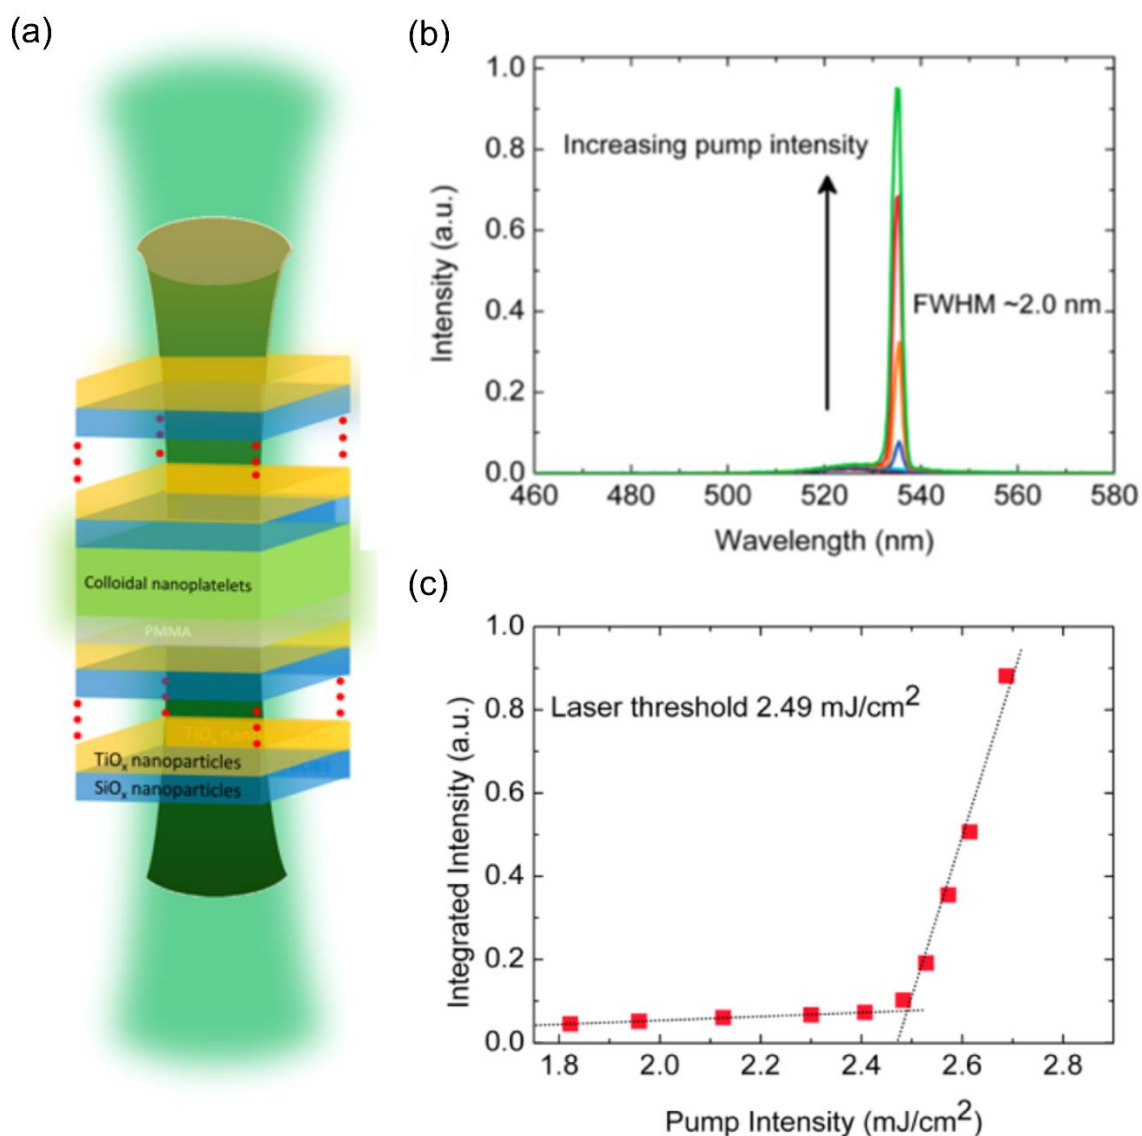 (a)
Colloidal nanoplatelets
PMMA
TiOₓ nanoparticles
TiOₓ nanoparticles
SiOₓ nanoparticles
(b)
1.0
0.8
0.6
0.4
0.2
0.0
Intensity (a.u.)
Increasing pump intensity
FWHM ~2.0 nm
460 480 500 520 540 560 580
Wavelength (nm)
(c)
1.0
0.8
0.6
0.4
0.2
0.0
Integrated Intensity (a.u.)
Laser threshold 2.49 mJ/cm²
1.8 2.0 2.2 2.4 2.6 2.8
Pump Intensity (mJ/cm²)